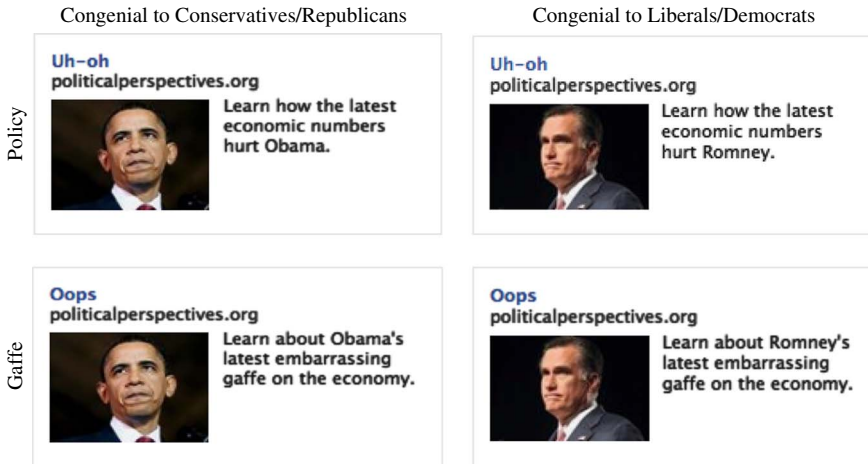 Congenial to Conservatives/Republicans
Congenial to Liberals/Democrats
Policy
Uh-oh
politicalperspectives.org
Learn how the latest
economic numbers
hurt Obama.
Uh-oh
politicalperspectives.org
Learn how the latest
economic numbers
hurt Romney.
Gaffe
Oops
politicalperspectives.org
Learn about Obama's
latest embarrassing
gaffe on the economy.
Oops
politicalperspectives.org
Learn about Romney's
latest embarrassing
gaffe on the economy.